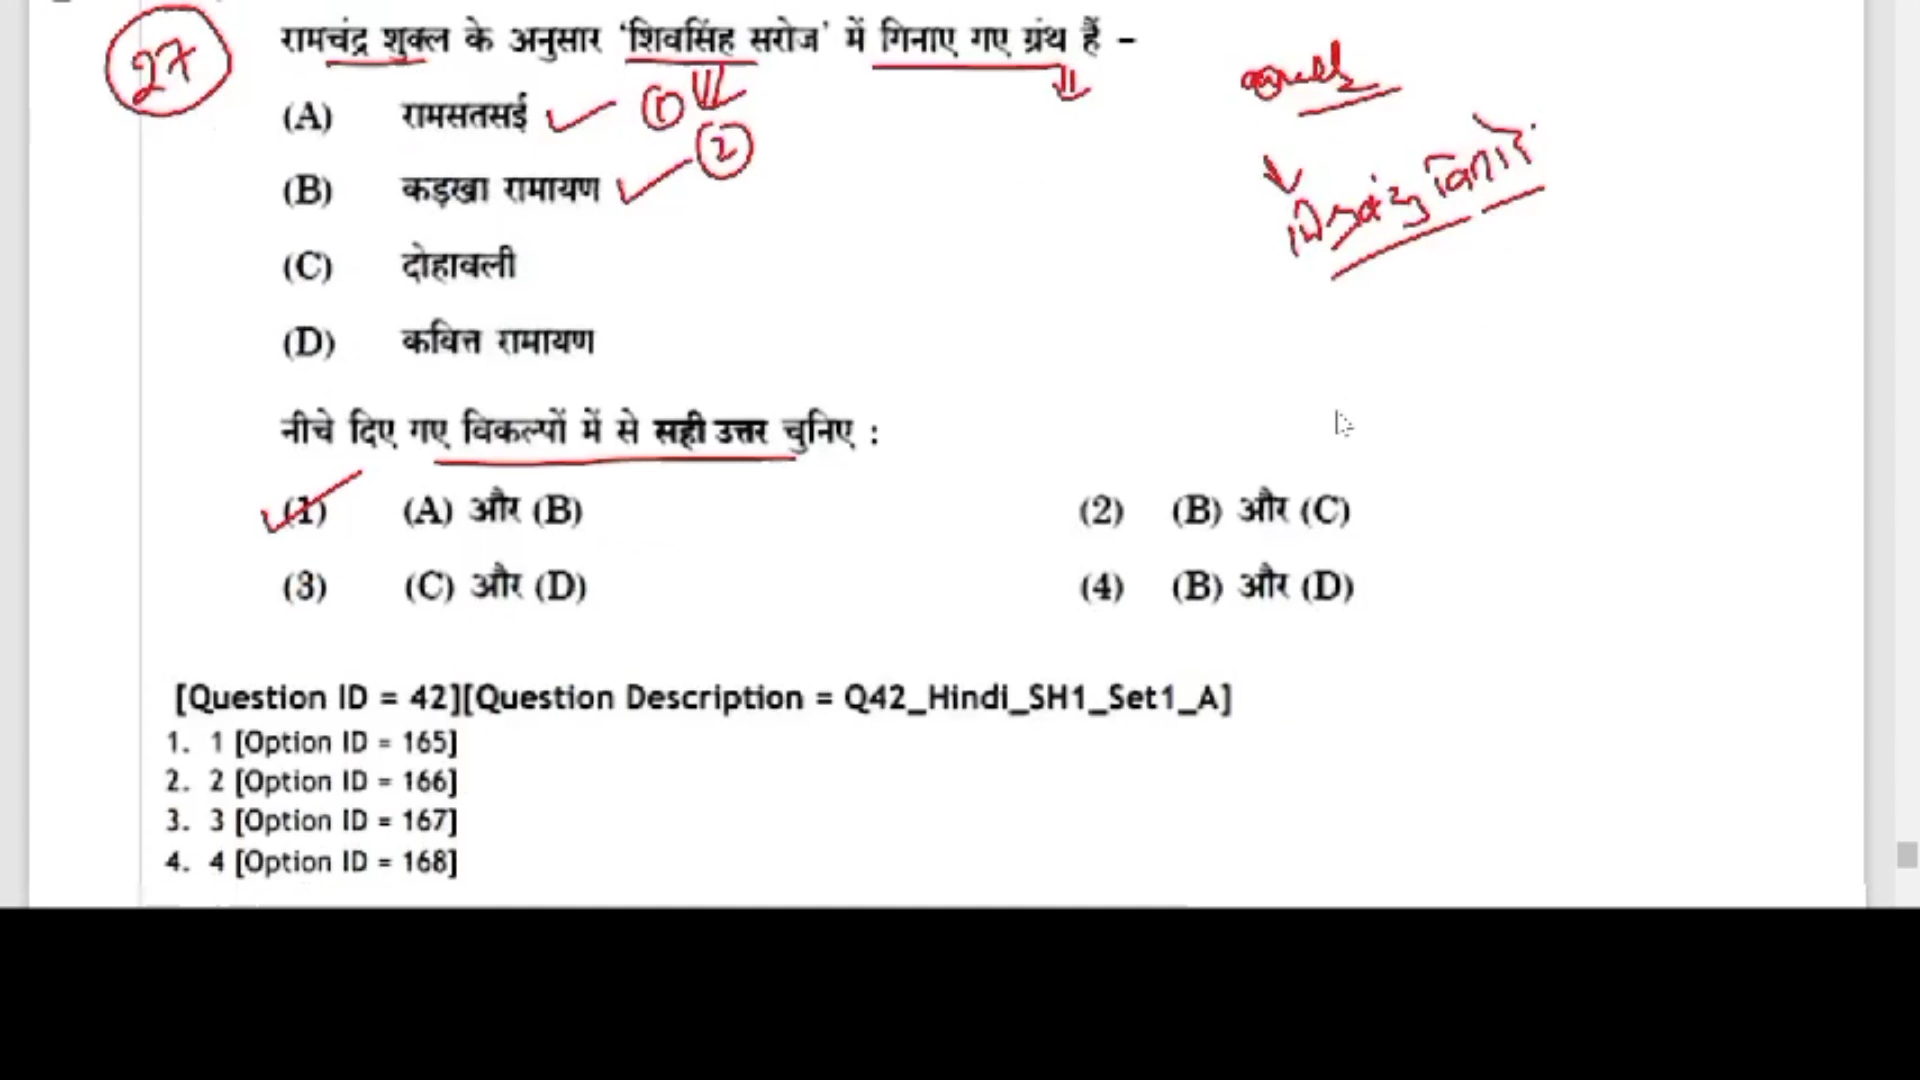 27 रामचंद्र शुक्ल के अनुसार ‘शिवसिंह सरोज’ में गिनाए गए ग्रंथ हैं –
(A) रामसतसई 1
2
(B) कड़खा रामायण
(C) दोहावली
(D) कवित्त रामायण
नीचे दिए गए विकल्पों में से सही उत्तर चुनिए :
(1) (A) और (B) (2) (B) और (C)
(3) (C) और (D) (4) (B) और (D)
[Question ID = 42][Question Description = Q42_Hindi_SH1_Set1_A]
1. 1 [Option ID = 165]
2. 2 [Option ID = 166]
3. 3 [Option ID = 167]
4. 4 [Option ID = 168]